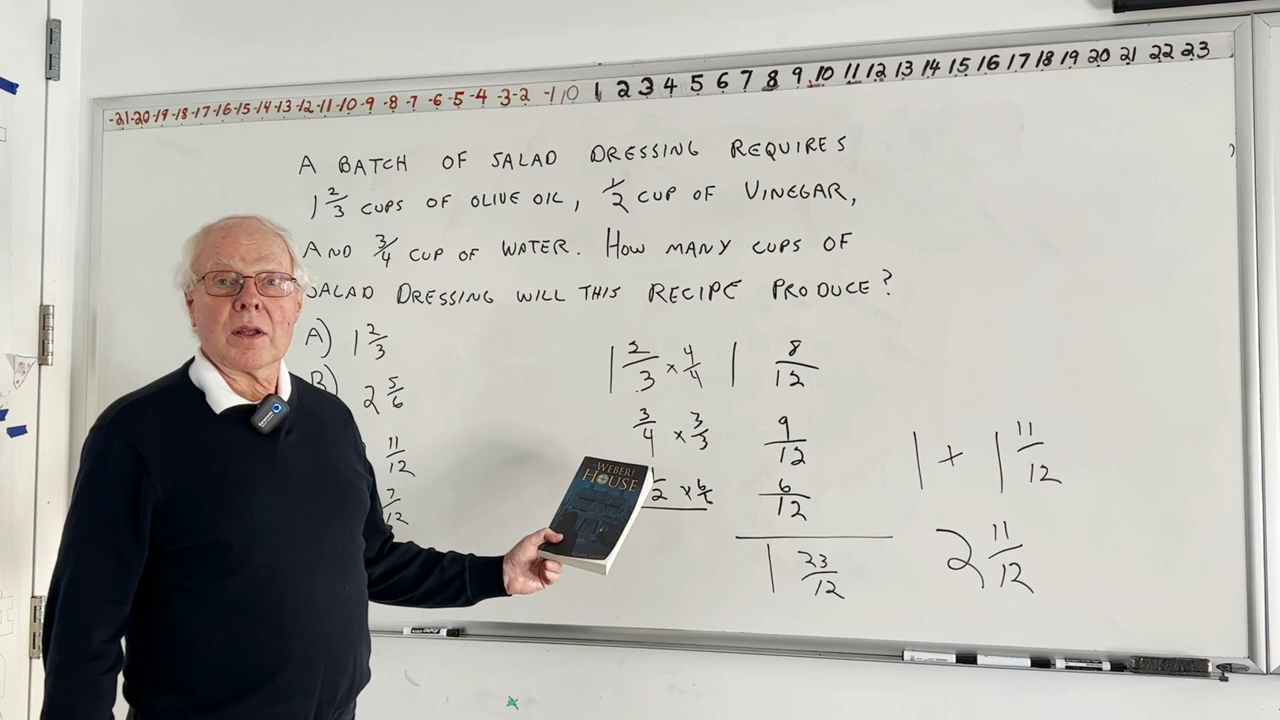 -21 -20 -19 -18 -17 -16 -15 -14 -13 -12 -11 -10 -9 -8 -7 -6 -5 -4 -3 -2 -1 0 1 2 3 4 5 6 7 8 9 10 11 12 13 14 15 16 17 18 19 20 21 22 23
A BATCH OF SALAD DRESSING REQUIRES
1 2/3 CUPS OF OLIVE OIL, 1/2 CUP OF VINEGAR,
AND 3/4 CUP OF WATER. HOW MANY CUPS OF
SALAD DRESSING WILL THIS RECIPE PRODUCE?
A) 1 2/3
B) 2 5/6
11/12
7/12
1 2/3 × 4/4 1 8/12
3/4 × 3/3 9/12
1/2 × 6/6 6/12
1 23/12
1 + 1 11/12
2 11/12
WEBER
HOUSE